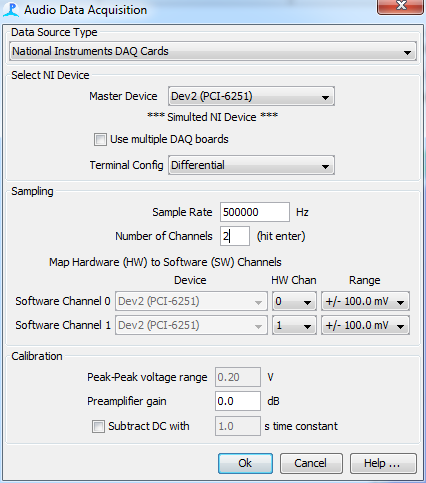 Audio Data Acquisition
Data Source Type
National Instruments DAQ Cards
Select NI Device
Master Device Dev2 (PCI-6251)
*** Simulted NI Device ***
Use multiple DAQ boards
Terminal Config Differential
Sampling
Sample Rate 500000 Hz
Number of Channels 2 (hit enter)
Map Hardware (HW) to Software (SW) Channels
Device HW Chan Range
Software Channel 0 Dev2 (PCI-6251) 0 +/- 100.0 mV
Software Channel 1 Dev2 (PCI-6251) 1 +/- 100.0 mV
Calibration
Peak-Peak voltage range 0.20 V
Preamplifier gain 0.0 dB
Subtract DC with 1.0 s time constant
Ok Cancel Help ...